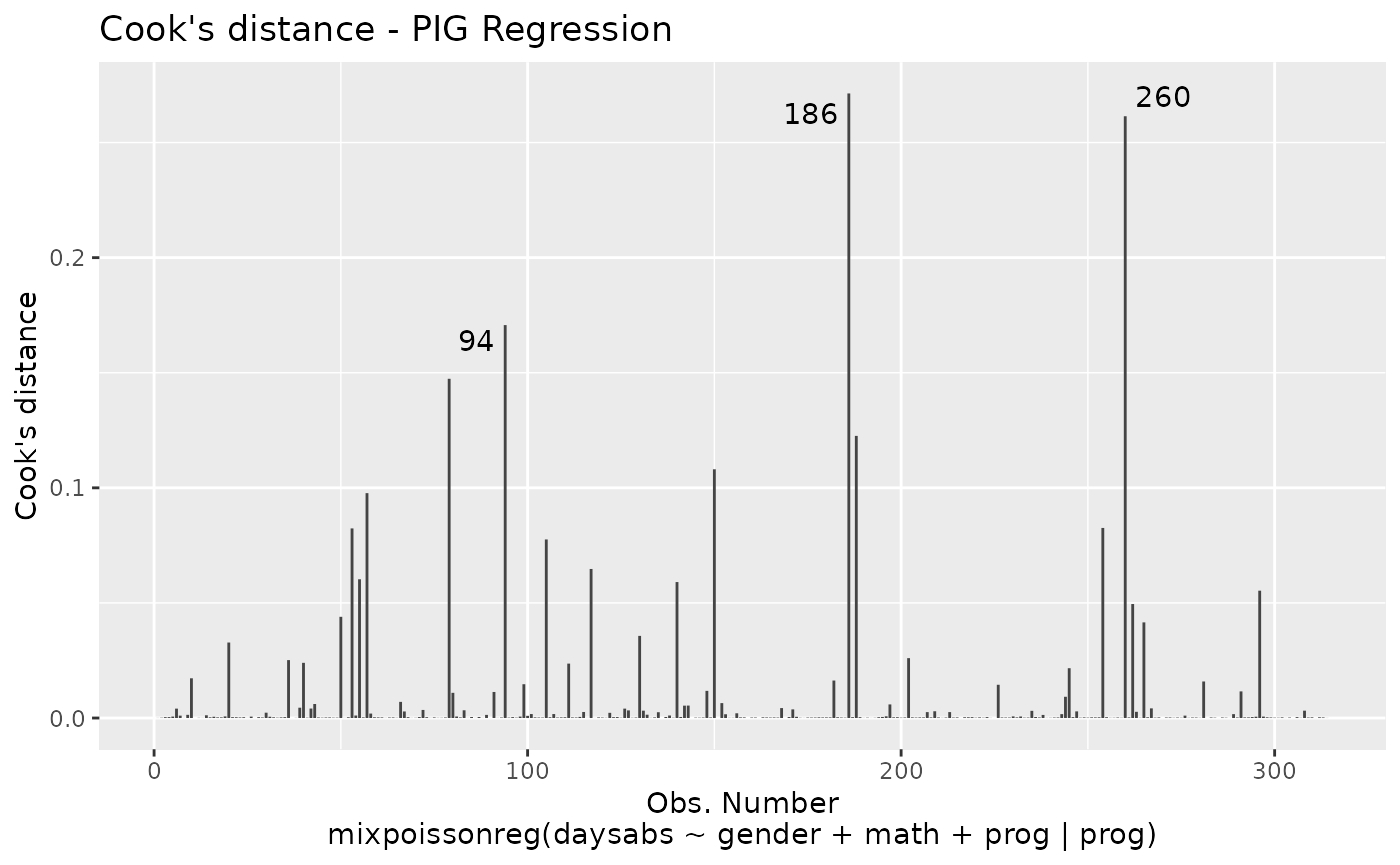 Cook's distance - PIG Regression
260
186
0.2
94
Cook's distance
0.1
0.0
0 100 200 300
Obs. Number
mixpoissonreg(daysabs ~ gender + math + prog | prog)